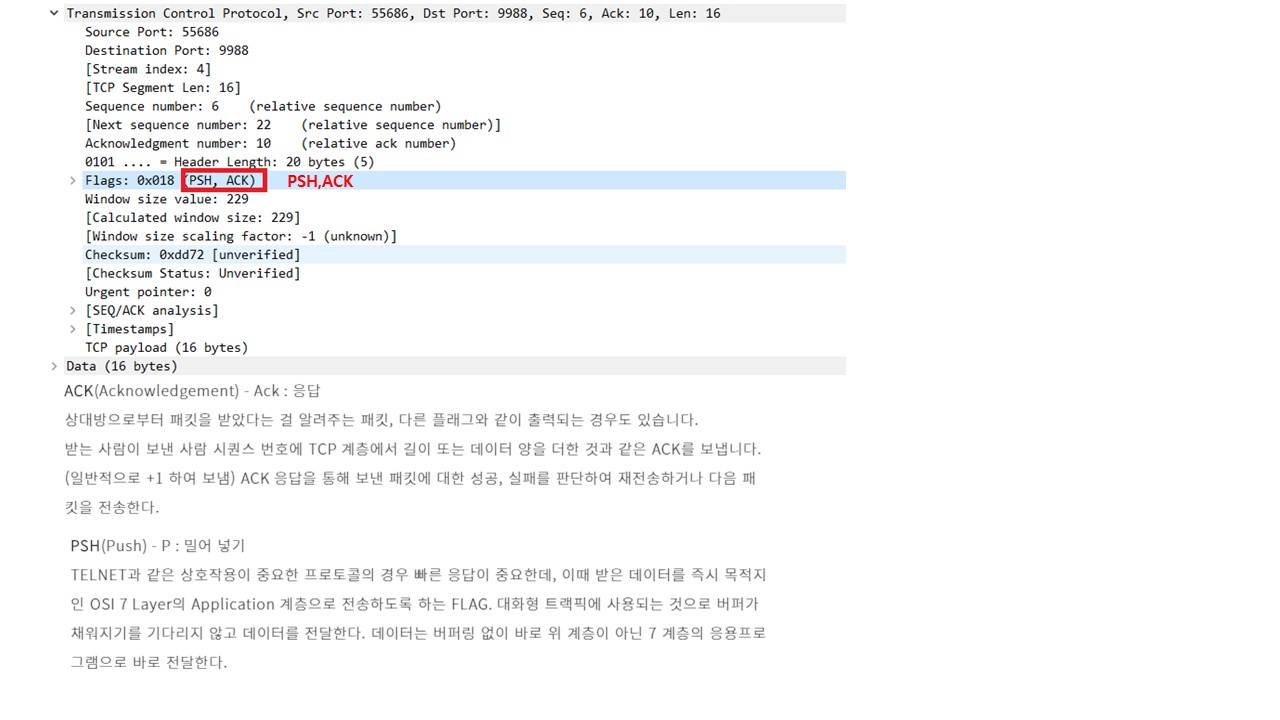 Transmission Control Protocol, Src Port: 55686, Dst Port: 9988, Seq: 6, Ack: 10, Len: 16
Source Port: 55686
Destination Port: 9988
[Stream index: 4]
[TCP Segment Len: 16]
Sequence number: 6    (relative sequence number)
[Next sequence number: 22    (relative sequence number)]
Acknowledgment number: 10    (relative ack number)
0101 .... = Header Length: 20 bytes (5)
Flags: 0x018 (PSH, ACK) PSH,ACK
Window size value: 229
[Calculated window size: 229]
[Window size scaling factor: -1 (unknown)]
Checksum: 0xdd72 [unverified]
[Checksum Status: Unverified]
Urgent pointer: 0
[SEQ/ACK analysis]
[Timestamps]
TCP payload (16 bytes)
Data (16 bytes)
ACK(Acknowledgement) - Ack : 응답
상대방으로부터 패킷을 받았다는 걸 알려주는 패킷, 다른 플래그와 같이 출력되는 경우도 있습니다.
받는 사람이 보낸 사람 시퀀스 번호에 TCP 계층에서 길이 또는 데이터 양을 더한 것과 같은 ACK를 보냅니다.
(일반적으로 +1 하여 보냄) ACK 응답을 통해 보낸 패킷에 대한 성공, 실패를 판단하여 재전송하거나 다음 패
킷을 전송한다.
PSH(Push) - P : 밀어 넣기
TELNET과 같은 상호작용이 중요한 프로토콜의 경우 빠른 응답이 중요한데, 이때 받은 데이터를 즉시 목적지
인 OSI 7 Layer의 Application 계층으로 전송하도록 하는 FLAG. 대화형 트랙픽에 사용되는 것으로 버퍼가
채워지기를 기다리지 않고 데이터를 전달한다. 데이터는 버퍼링 없이 바로 위 계층이 아닌 7 계층의 응용프로
그램으로 바로 전달한다.